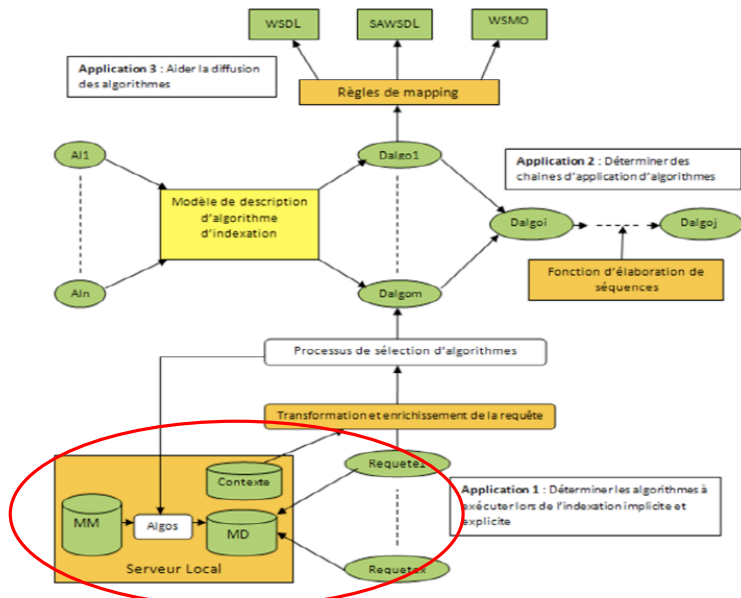 WSDL
SAWSDL
WSMO
Application 3 : Aider la diffusion
des algorithmes
Règles de mapping
AI1
Dalgo1
Application 2 : Déterminer des
chaines d'application d'algorithmes
Modèle de description
d'algorithme
d'indexation
Dalgoi
Dalgoj
AIn
Dalgom
Fonction d'élaboration de
séquences
Processus de sélection d'algorithmes
Transformation et enrichissement de la requête
Contexte
Application 1 : Déterminer les algorithmes à
exécuter lors de l'indexation implicite et
explicite
MM
Algos
MD
Serveur Local